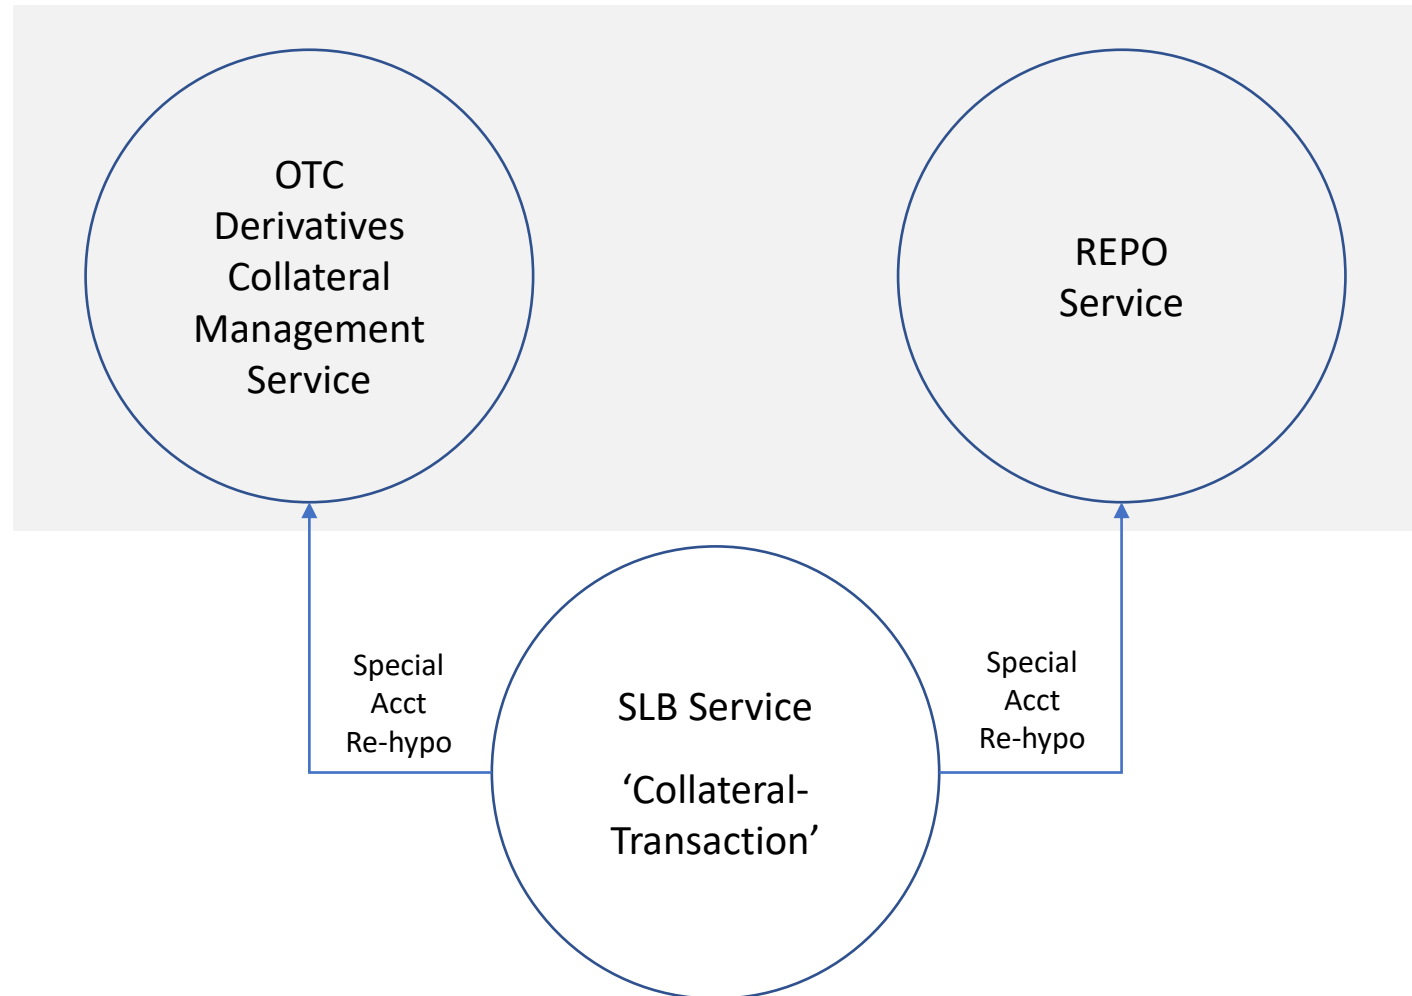 OTC
Derivatives
Collateral
Management
Service
REPO
Service
Special
Acct
Re-hypo
SLB Service
‘Collateral-
Transaction’
Special
Acct
Re-hypo